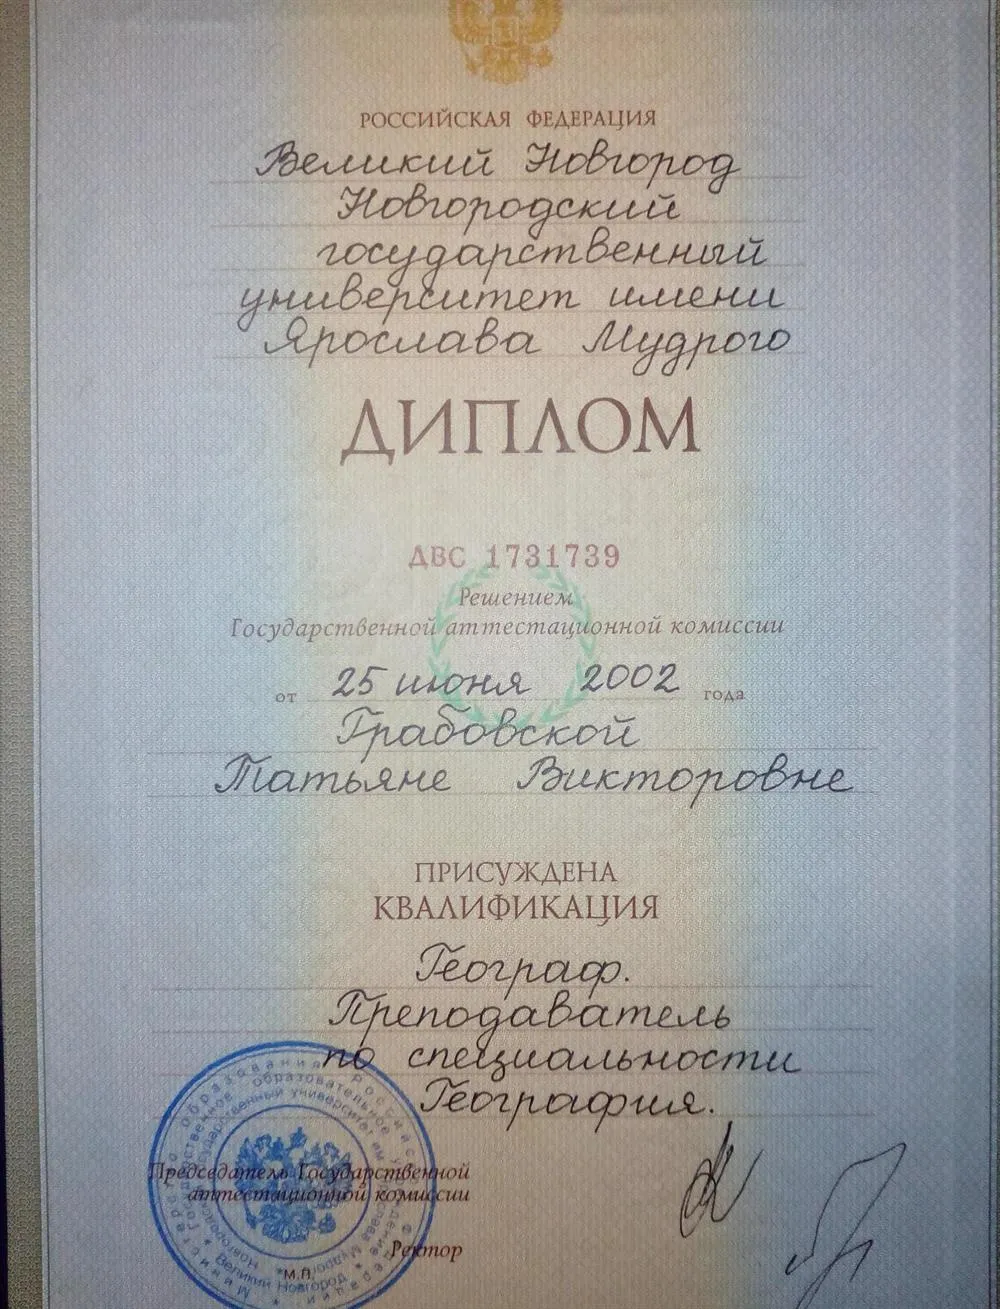 РОССИЙСКАЯ ФЕДЕРАЦИЯ
Великий Новгород
Новгородский
государственный
университет имени
Ярослава Мудрого
ДИПЛОМ
ДВС 1731739
Решением
Государственной аттестационной комиссии
от 25 июня 2002 года
Грабовской
Татьяне Викторовне
ПРИСУЖДЕНА
КВАЛИФИКАЦИЯ
Географ.
Преподаватель
по специальности
География.
Председатель Государственной
аттестационной комиссии
Ректор
М.П.
Великий Новгород